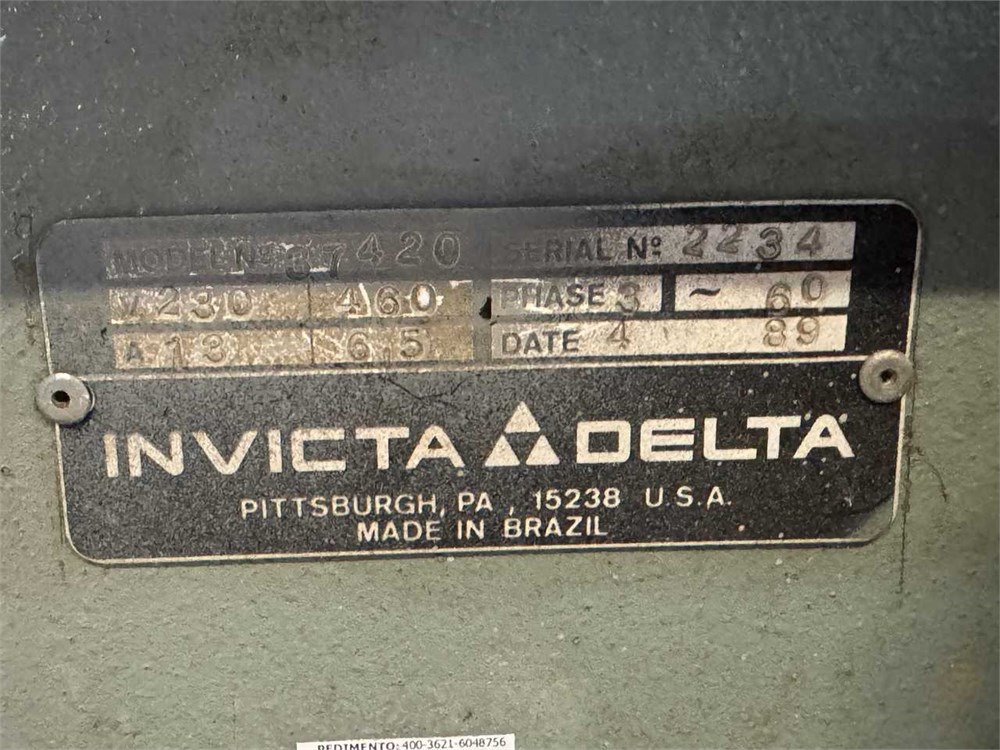 MODEL Nº 37420 SERIAL Nº 2234
V 230 460 PHASE 3 ~ 60
A 13 6.5 DATE 4 89
INVICTA DELTA
PITTSBURGH, PA , 15238 U.S.A.
MADE IN BRAZIL
PEDIMENTO: 400-3621-6048756